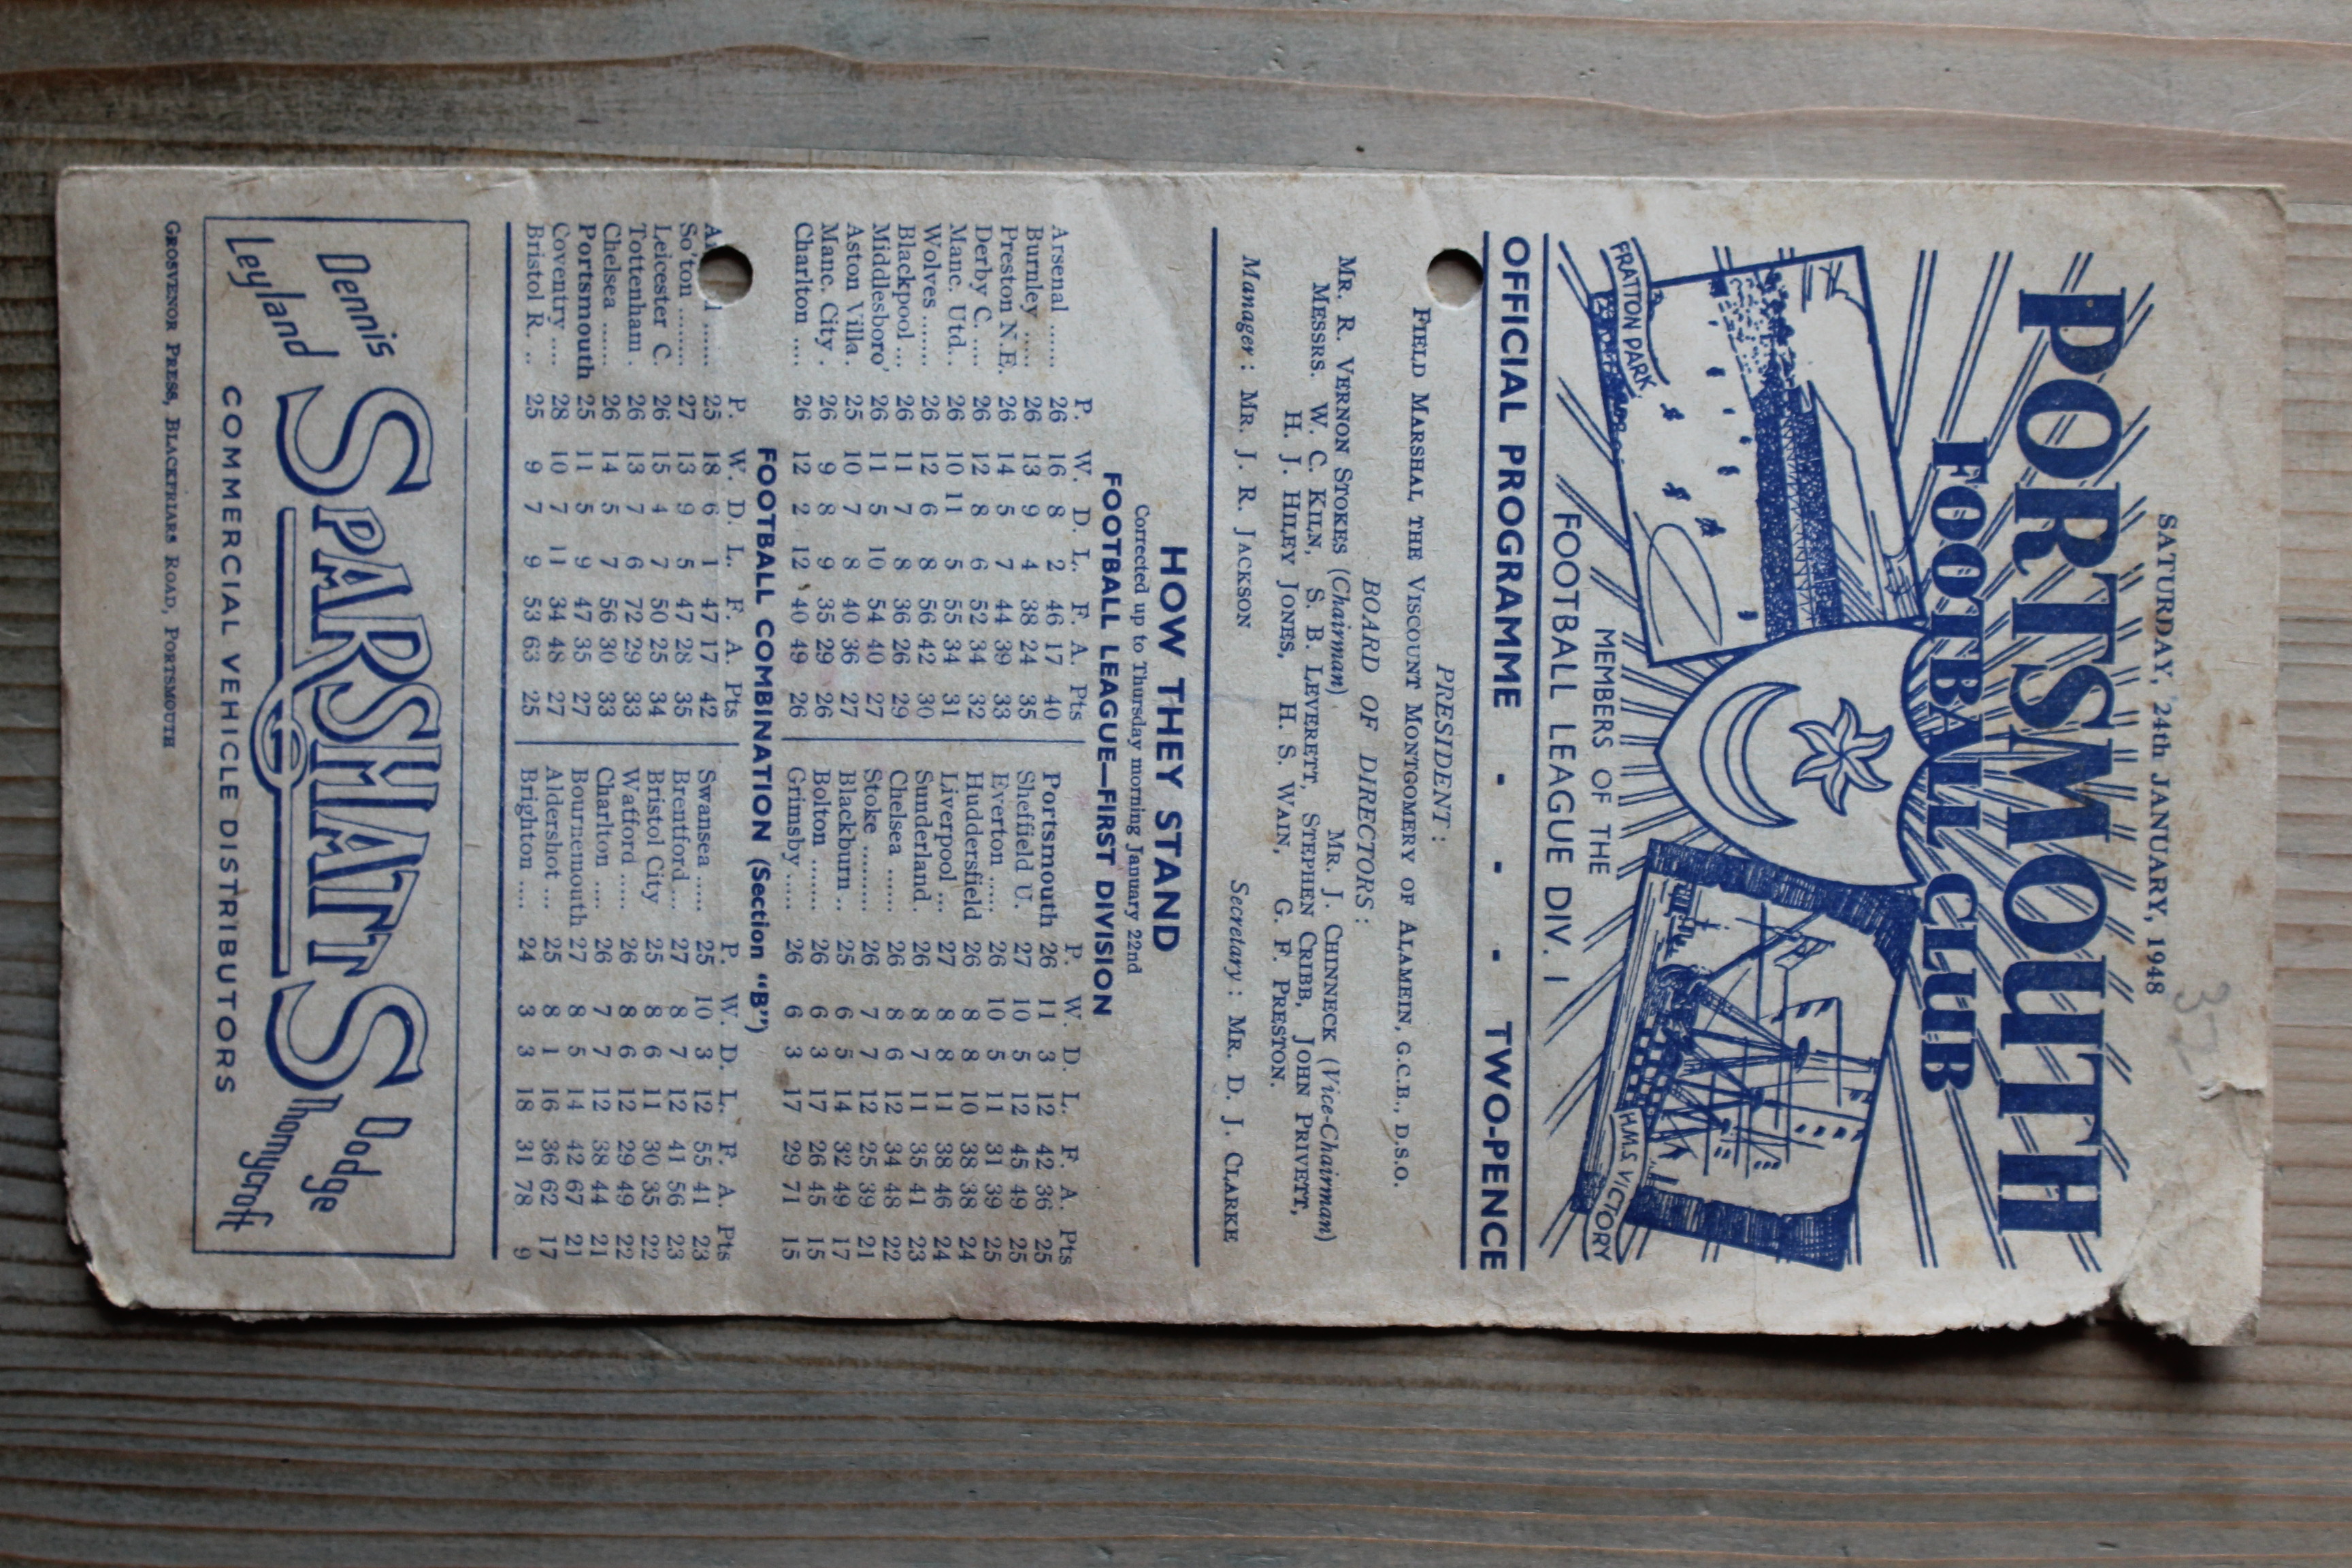 SATURDAY, 24th JANUARY, 1948
37
PORTSMOUTH
FOOTBALL CLUB
FRATTON PARK
H.M.S. VICTORY
MEMBERS OF THE
FOOTBALL LEAGUE DIV. 1
OFFICIAL PROGRAMME - - - TWO-PENCE
PRESIDENT:
FIELD MARSHAL THE VISCOUNT MONTGOMERY OF ALAMEIN, G.C.B., D.S.O.
BOARD OF DIRECTORS:
MR. R. VERNON STOKES (Chairman) MR. J. CHINNECK (Vice-Chairman)
MESSRS. W. C. KILN, S. B. LEVERETT, STEPHEN CRIBB, JOHN PRIVETT,
H. J. HILEY JONES, H. S. WAIN, G. F. PRESTON.
Manager: MR. J. R. JACKSON Secretary: MR. D. J. CLARKE
HOW THEY STAND
Corrected up to Thursday morning January 22nd
FOOTBALL LEAGUE—FIRST DIVISION
P. W. D. L. F. A. Pts P. W. D. L. F. A. Pts
Arsenal ...... 26 16 8 2 46 17 40 Portsmouth 26 11 3 12 42 36 25
Burnley ..... 26 13 9 4 38 24 35 Sheffield U. 27 10 5 12 45 49 25
Preston N.E. 26 14 5 7 44 39 33 Everton ..... 26 10 5 11 31 39 25
Derby C. .... 26 12 8 6 52 34 32 Huddersfield 26 8 8 10 38 38 24
Manc. Utd. . 26 10 11 5 55 34 31 Liverpool ... 27 8 8 11 38 46 24
Wolves ....... 26 12 6 8 56 42 30 Sunderland . 26 8 7 11 35 41 23
Blackpool ... 26 11 7 8 36 26 29 Chelsea ...... 26 8 6 12 34 48 22
Middlesboro' 26 11 5 10 54 40 27 Stoke ......... 26 7 7 12 25 39 21
Aston Villa . 25 10 7 8 40 36 27 Blackburn .. 25 6 5 14 32 49 17
Manc. City . 26 9 8 9 35 29 26 Bolton ....... 26 6 3 17 26 45 15
Charlton .... 26 12 2 12 40 49 26 Grimsby ..... 26 6 3 17 29 71 15
FOOTBALL COMBINATION (Section "B")
P. W. D. L. F. A. Pts P. W. D. L. F. A. Pts
...... 25 18 6 1 47 17 42 Swansea ..... 25 10 3 12 55 41 23
So'ton ........ 27 13 9 5 47 28 35 Brentford ... 27 8 7 12 41 56 23
Leicester C. 26 15 4 7 50 25 34 Bristol City 25 8 6 11 30 35 22
Tottenham . 26 13 7 6 72 29 33 Watford ..... 26 8 6 12 29 49 22
Chelsea ...... 26 14 5 7 56 30 33 Charlton .... 26 7 7 12 38 44 21
Portsmouth 25 11 5 9 47 35 27 Bournemouth 27 8 5 14 42 67 21
Coventry .... 28 10 7 11 34 48 27 Aldershot ... 25 8 1 16 36 62 17
Bristol R. .. 25 9 7 9 53 63 25 Brighton .... 24 3 3 18 31 78 9
Dennis Dodge
Leyland SPARSHATTS Thornycroft
COMMERCIAL VEHICLE DISTRIBUTORS
GROSVENOR PRESS, BLACKFRIARS ROAD, PORTSMOUTH